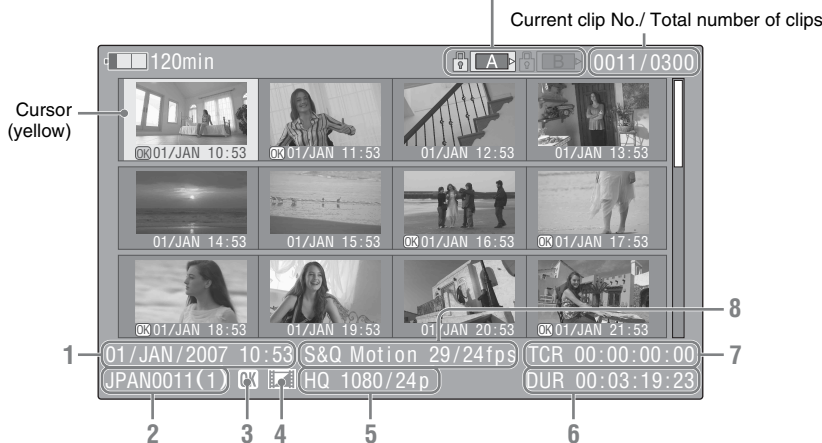 Current clip No./ Total number of clips
120min A B 0011/0300
Cursor
(yellow)
OK 01/JAN 10:53 OK 01/JAN 11:53 01/JAN 12:53 01/JAN 13:53
01/JAN 14:53 01/JAN 15:53 OK 01/JAN 16:53 OK 01/JAN 17:53
OK 01/JAN 18:53 01/JAN 19:53 01/JAN 20:53 OK 01/JAN 21:53
8
1 01/JAN/2007 10:53 S&Q Motion 29/24fps TCR 00:00:00:00 7
JPAN0011(1) OK HQ 1080/24p DUR 00:03:19:23
2 3 4 5 6